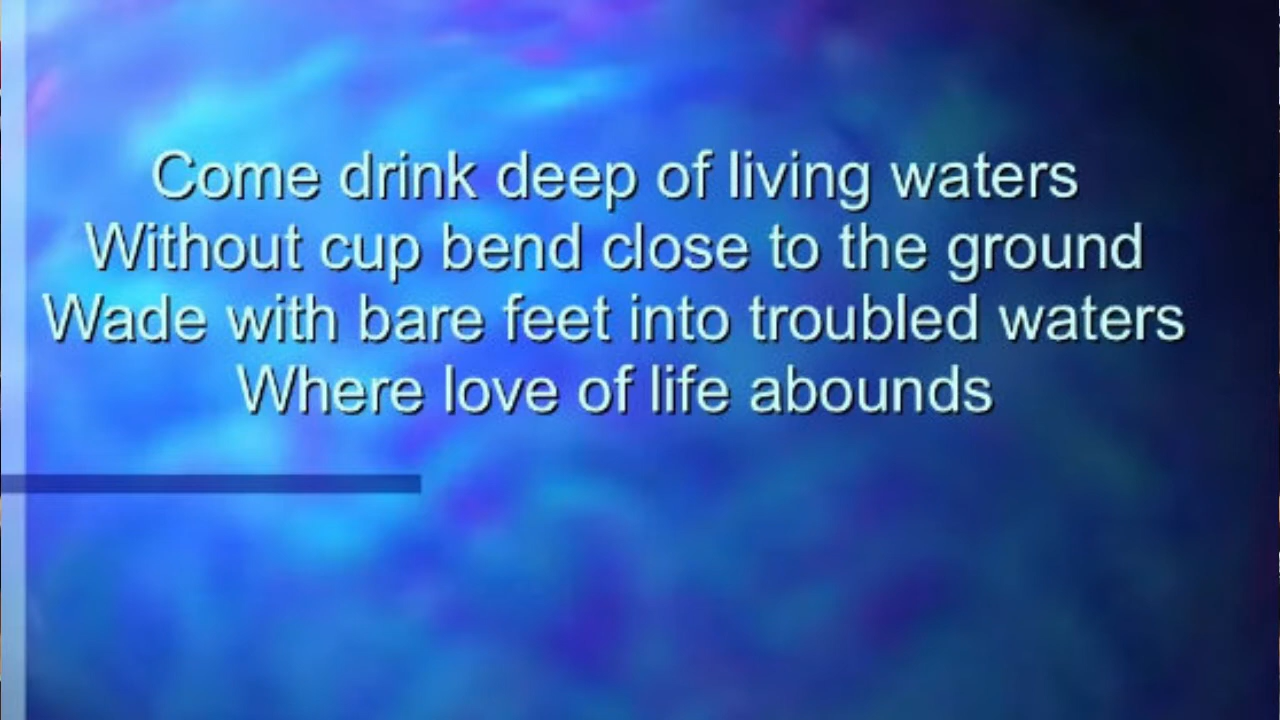 Come drink deep of living waters
Without cup bend close to the ground
Wade with bare feet into troubled waters
Where love of life abounds